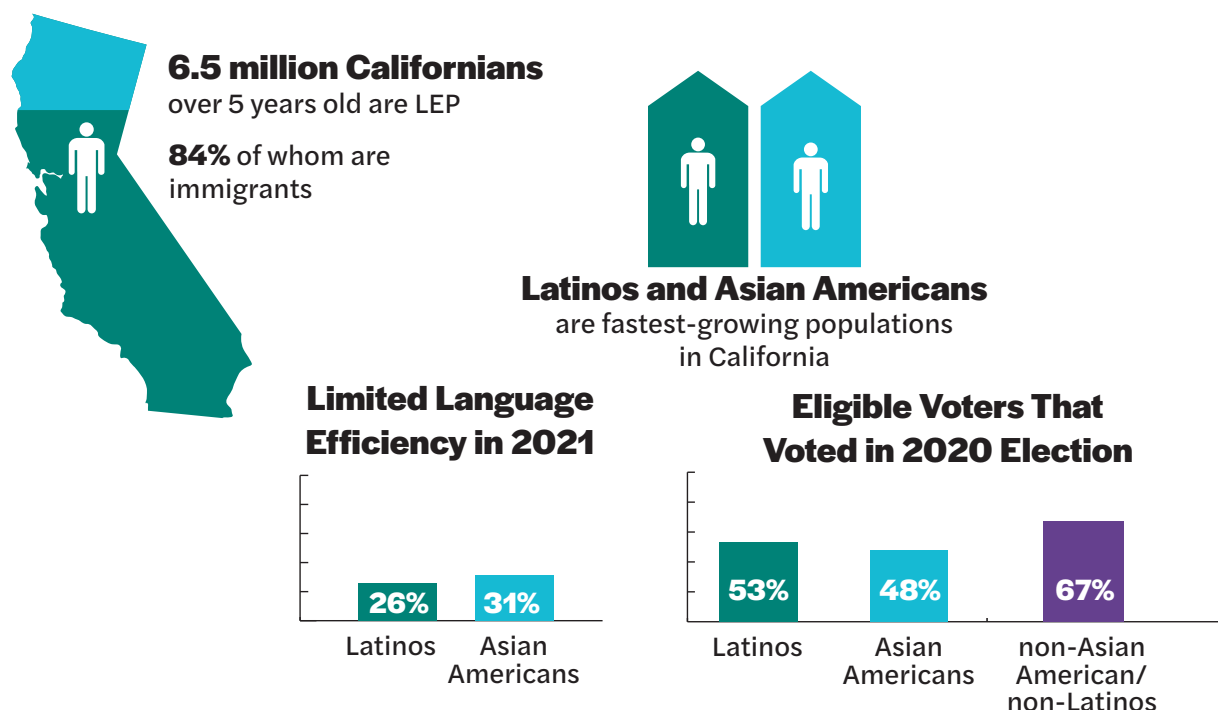 6.5 million Californians
over 5 years old are LEP
84% of whom are
immigrants
Latinos and Asian Americans
are fastest-growing populations
in California
Limited Language
Efficiency in 2021
26%
31%
Latinos
Asian
Americans
Eligible Voters That
Voted in 2020 Election
53%
48%
67%
Latinos
Asian
Americans
non-Asian
American/
non-Latinos